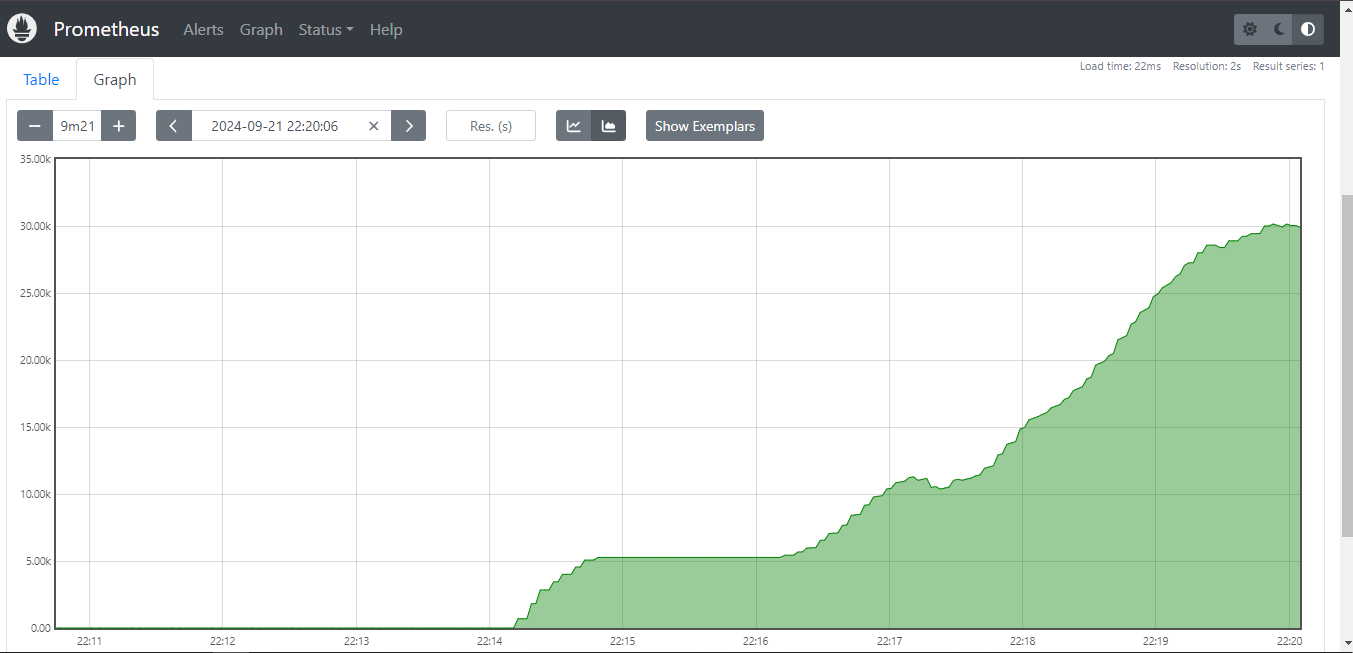 Prometheus Alerts Graph Status Help
Load time: 22ms Resolution: 2s Result series: 1
Table Graph
9m21 2024-09-21 22:20:06 Res. (s) Show Exemplars
35.00k
30.00k
25.00k
20.00k
15.00k
10.00k
5.00k
0.00
22:11 22:12 22:13 22:14 22:15 22:16 22:17 22:18 22:19 22:20